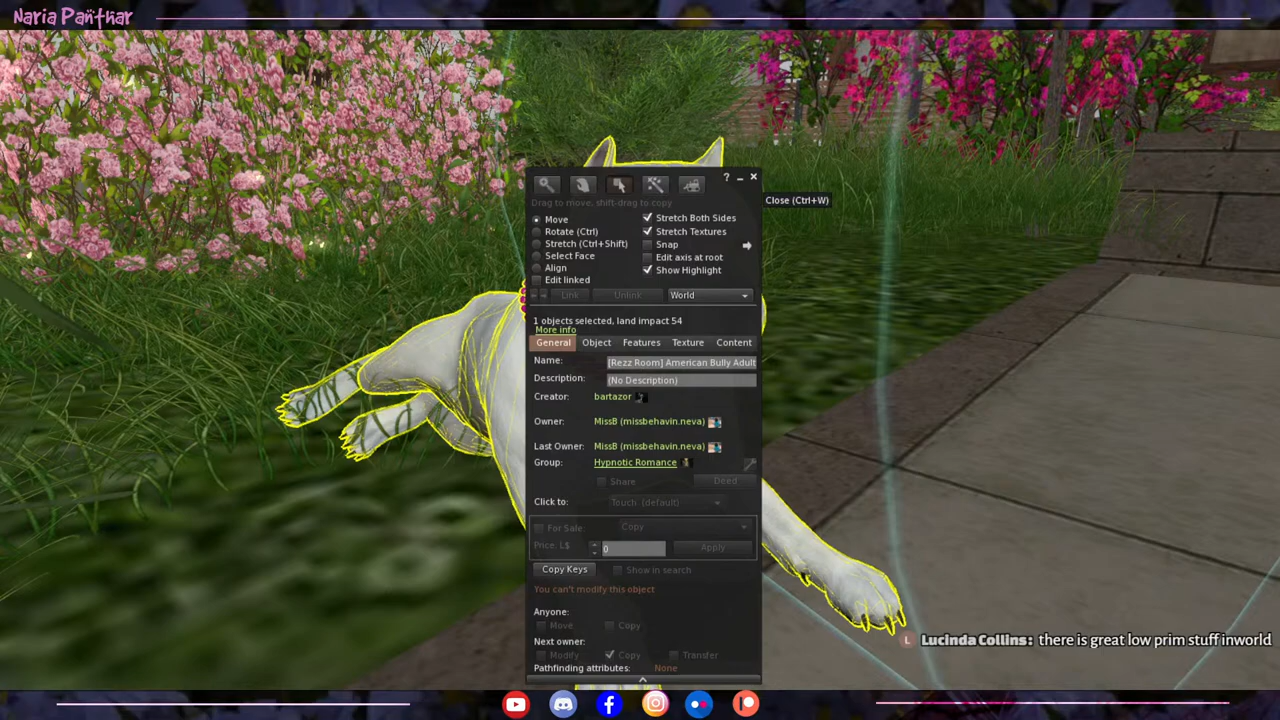 Naria Panthar
?
Close (Ctrl+W)
Drag to move, shift-drag to copy
Move
Rotate (Ctrl)
Stretch (Ctrl+Shift)
Select Face
Align
Edit linked
Stretch Both Sides
Stretch Textures
Snap
Edit axis at root
Show Highlight
Link Unlink World
1 objects selected, land impact 54
More info
General Object Features Texture Content
Name: [Rezz Room] American Bully Adult
Description: (No Description)
Creator: bartazor
Owner: MissB (missbehavin.neva)
Last Owner: MissB (missbehavin.neva)
Group: Hypnotic Romance
Share Deed
Click to: Touch (default)
For Sale: Copy
Price: L$ 0 Apply
Copy Keys Show in search
You can't modify this object
Anyone:
Move Copy
Next owner:
Modify Copy Transfer
Pathfinding attributes: None
L Lucinda Collins: there is great low prim stuff inworld